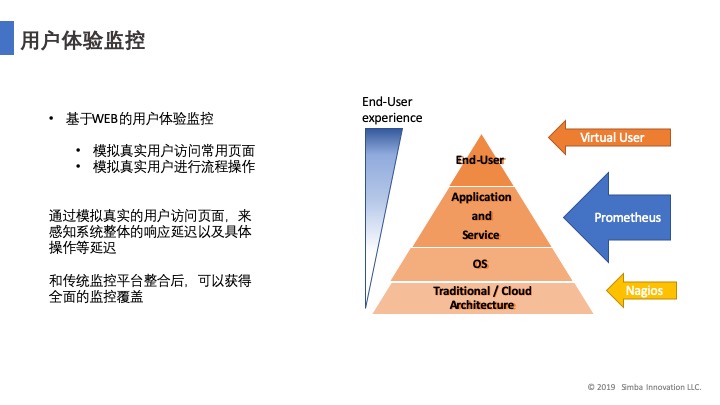 用户体验监控
• 基于WEB的用户体验监控
• 模拟真实用户访问常用页面
• 模拟真实用户进行流程操作
通过模拟真实的用户访问页面，来
感知系统整体的响应延迟以及具体
操作等延迟
和传统监控平台整合后，可以获得
全面的监控覆盖
End-User
experience
End-User
Application
and
Service
OS
Traditional / Cloud
Architecture
Virtual User
Prometheus
Nagios
© 2019 Simba Innovation LLC.